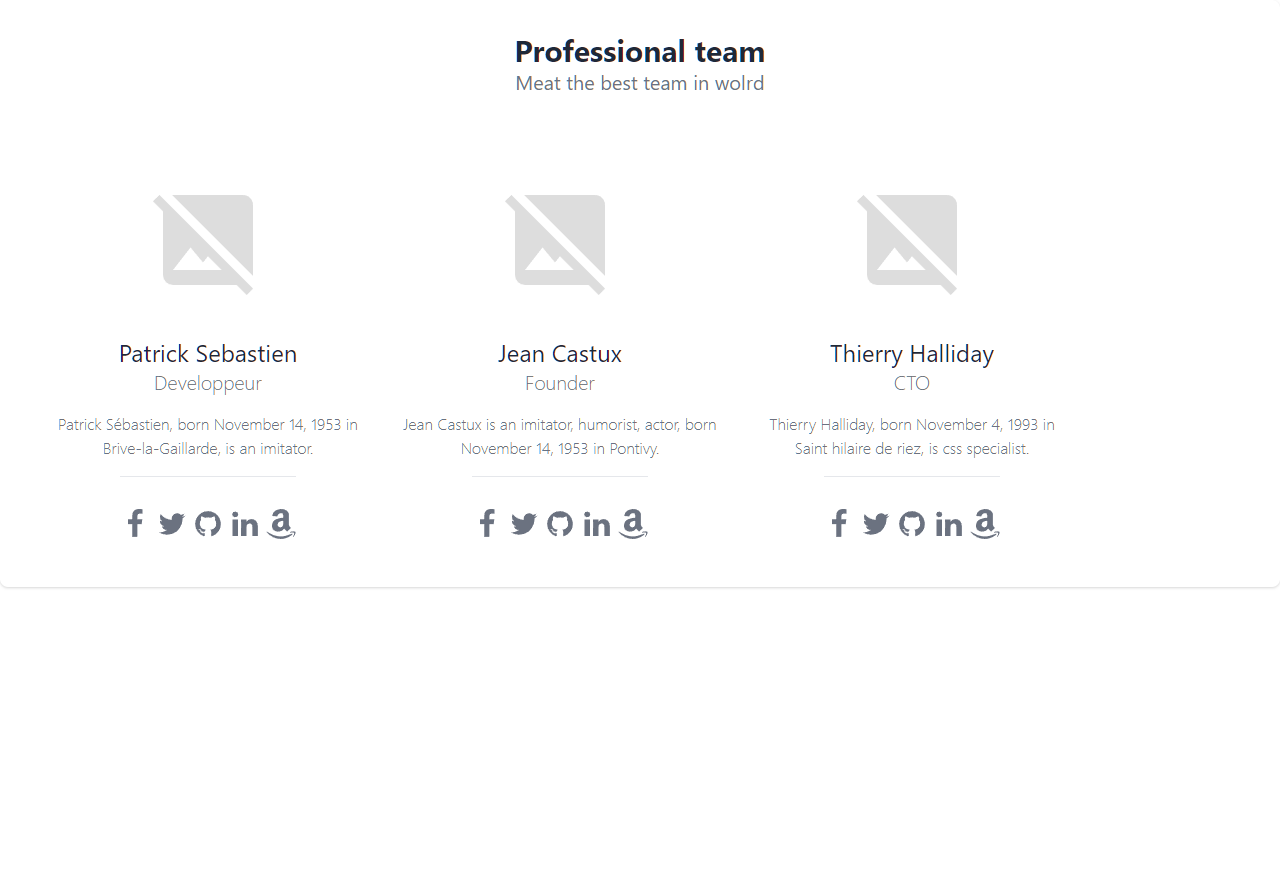 Professional team
Meat the best team in wolrd
Patrick Sebastien
Developpeur
Patrick Sébastien, born November 14, 1953 in
Brive-la-Gaillarde, is an imitator.
Jean Castux
Founder
Jean Castux is an imitator, humorist, actor, born
November 14, 1953 in Pontivy.
Thierry Halliday
CTO
Thierry Halliday, born November 4, 1993 in
Saint hilaire de riez, is css specialist.